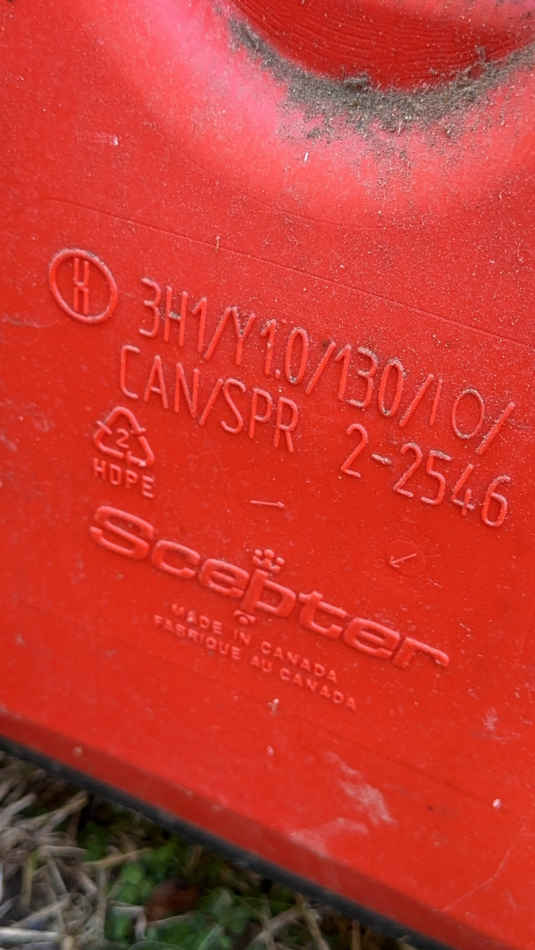 H
3H1/Y1.0/130/10/
CAN/SPR 2-2546
2
HDPE
Scepter
MADE IN CANADA
FABRIQUE AU CANADA